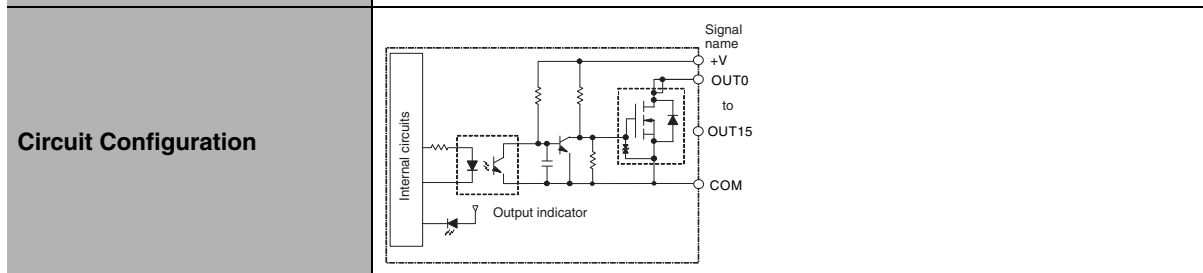 Circuit Configuration
Signal
name
+V
OUT0
to
OUT15
COM
Internal circuits
Output indicator